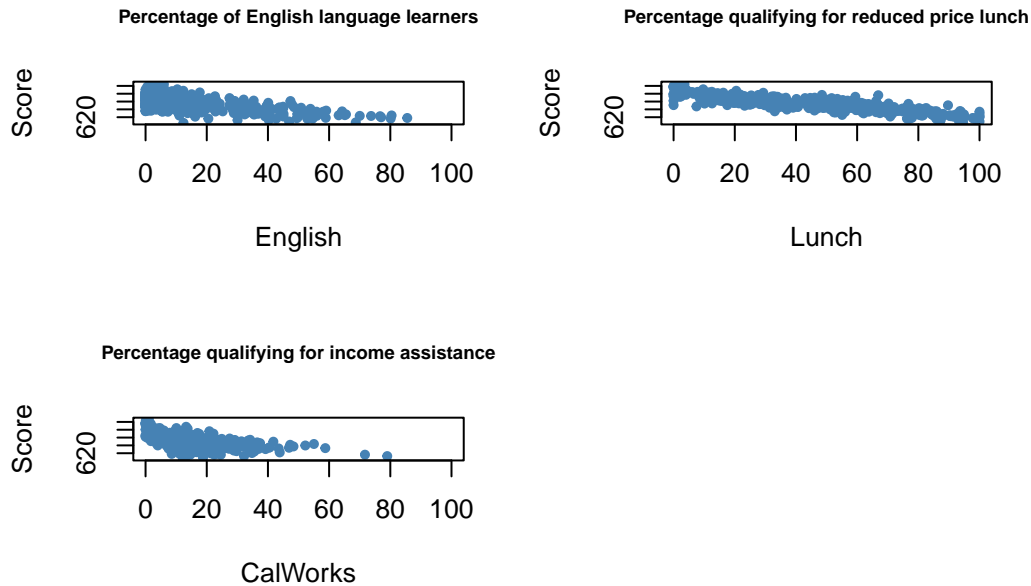 Percentage of English language learners
Score
620
0 20 40 60 80 100
English
Percentage qualifying for reduced price lunch
Score
620
0 20 40 60 80 100
Lunch
Percentage qualifying for income assistance
Score
620
0 20 40 60 80 100
CalWorks